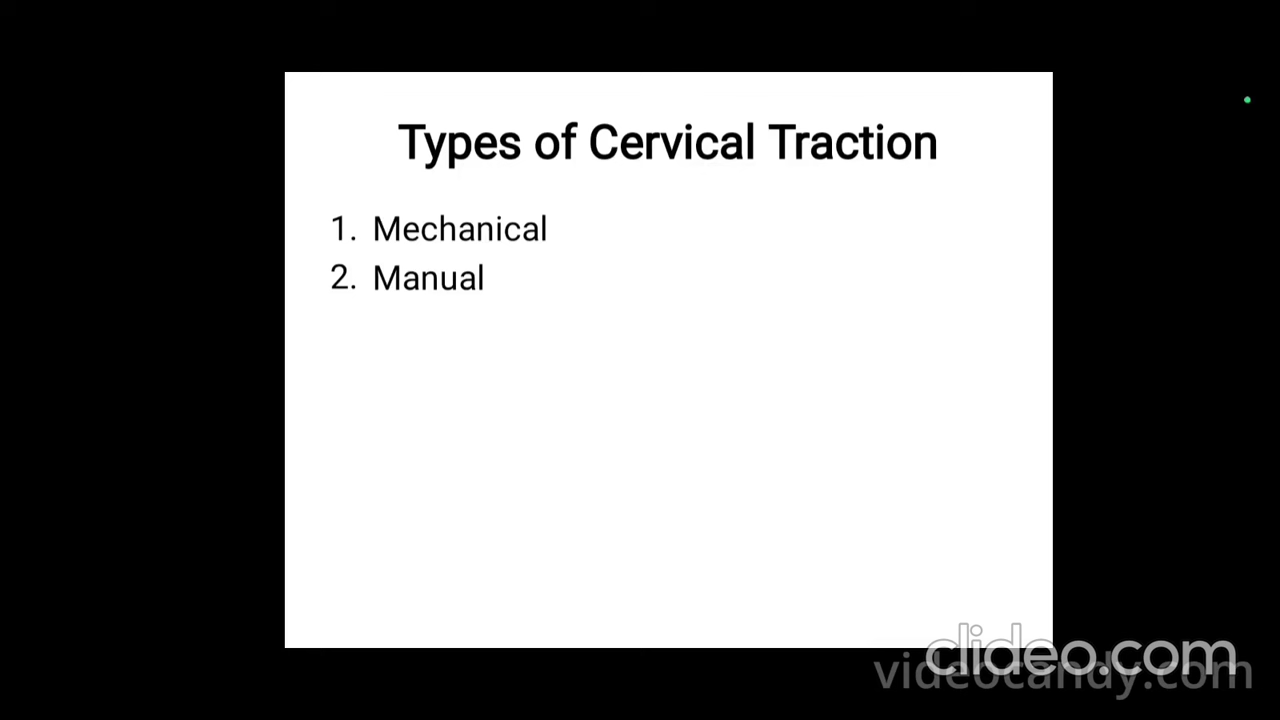 Types of Cervical Traction
1. Mechanical
2. Manual
clideo.com
videocandy.com